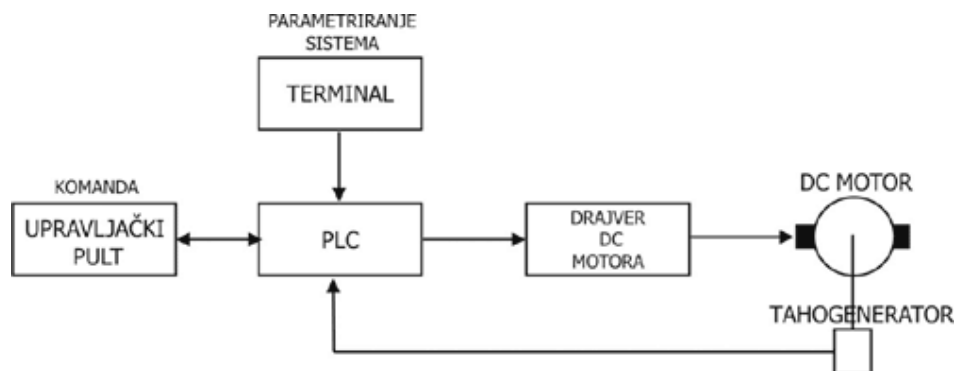 PARAMETRIRANJE
SISTEMA
TERMINAL
KOMANDA
UPRAVLJAČKI
PULT
PLC
DRAJVER
DC
MOTORA
DC MOTOR
TAHOGENERATOR